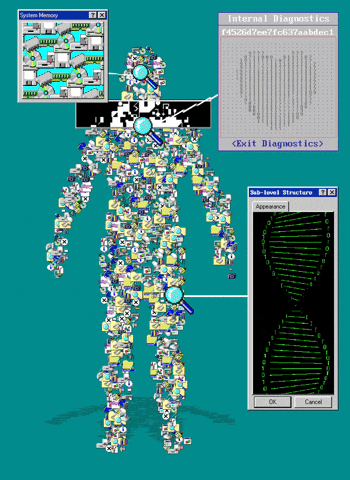 System Memory
Internal Diagnostics
f4526d7ee7fc637aabdec1
<Exit Diagnostics>
Sub-level Structure
Appearance
OK
Cancel